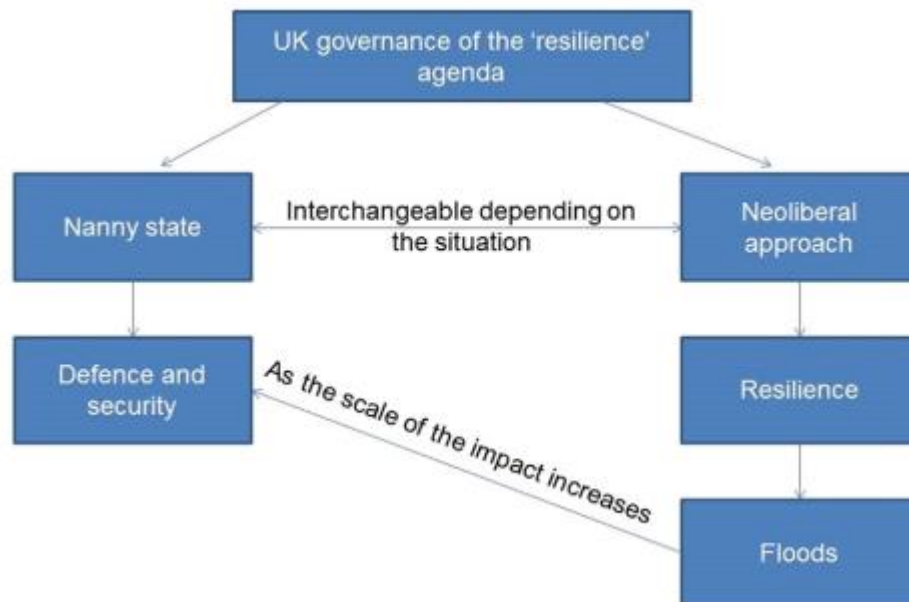 UK governance of the ‘resilience’
agenda
Nanny state
Interchangeable depending on
the situation
Neoliberal
approach
Defence and
security
As the scale of the impact increases
Resilience
Floods